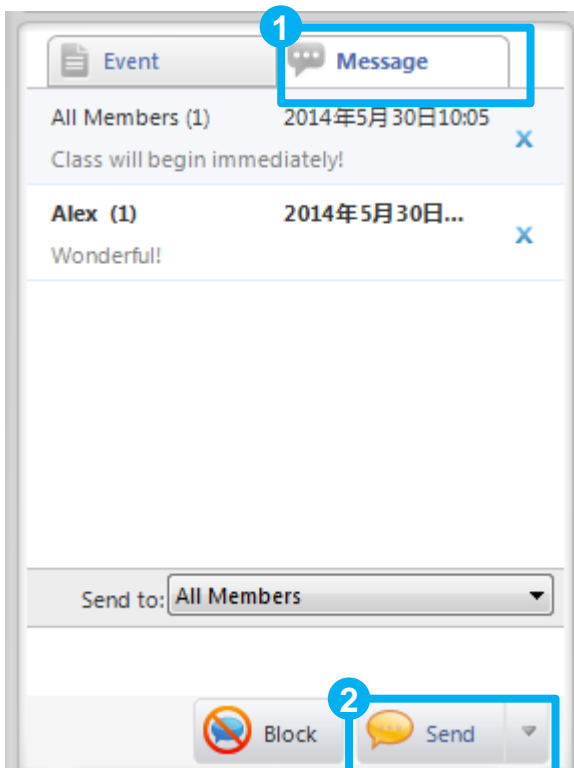 1
Event Message
All Members (1) 2014年5月30日10:05
x
Class will begin immediately!
Alex (1) 2014年5月30日...
x
Wonderful!
Send to: All Members
2
Block Send